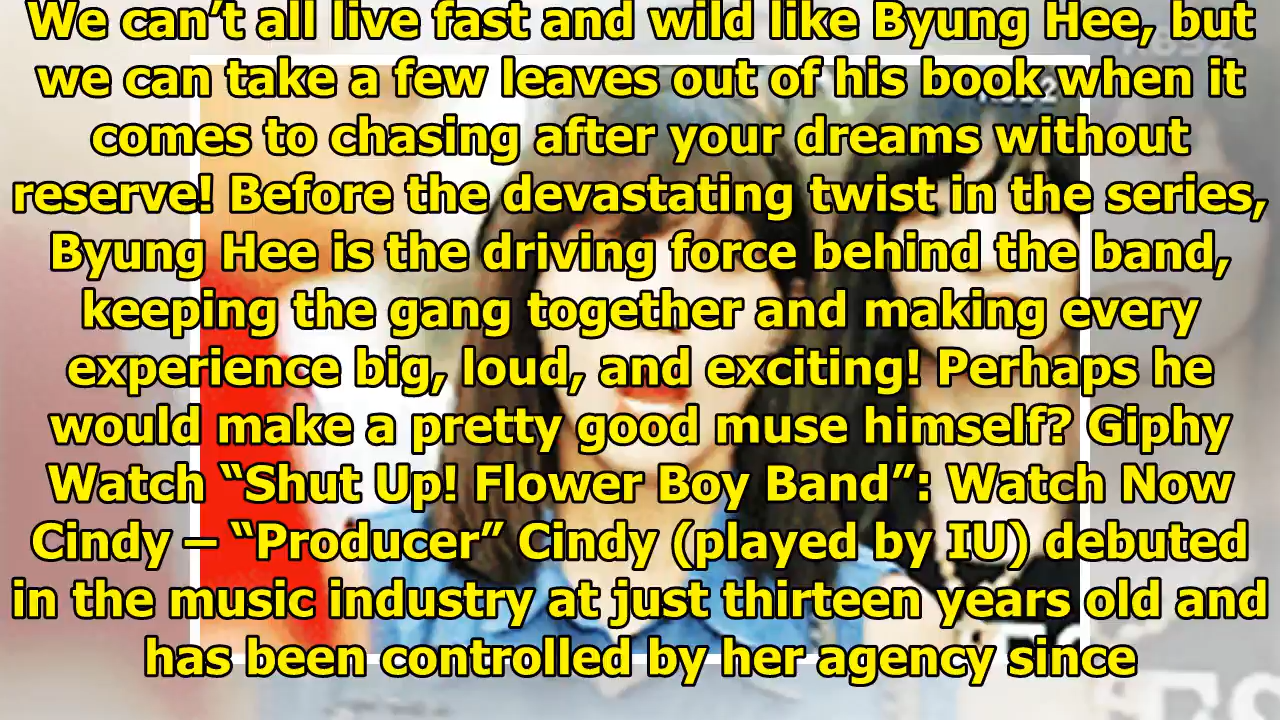 We can’t all live fast and wild like Byung Hee, but
we can take a few leaves out of his book when it
comes to chasing after your dreams without
reserve! Before the devastating twist in the series,
Byung Hee is the driving force behind the band,
keeping the gang together and making every
experience big, loud, and exciting! Perhaps he
would make a pretty good muse himself? Giphy
Watch “Shut Up! Flower Boy Band”: Watch Now
Cindy – “Producer” Cindy (played by IU) debuted
in the music industry at just thirteen years old and
has been controlled by her agency since